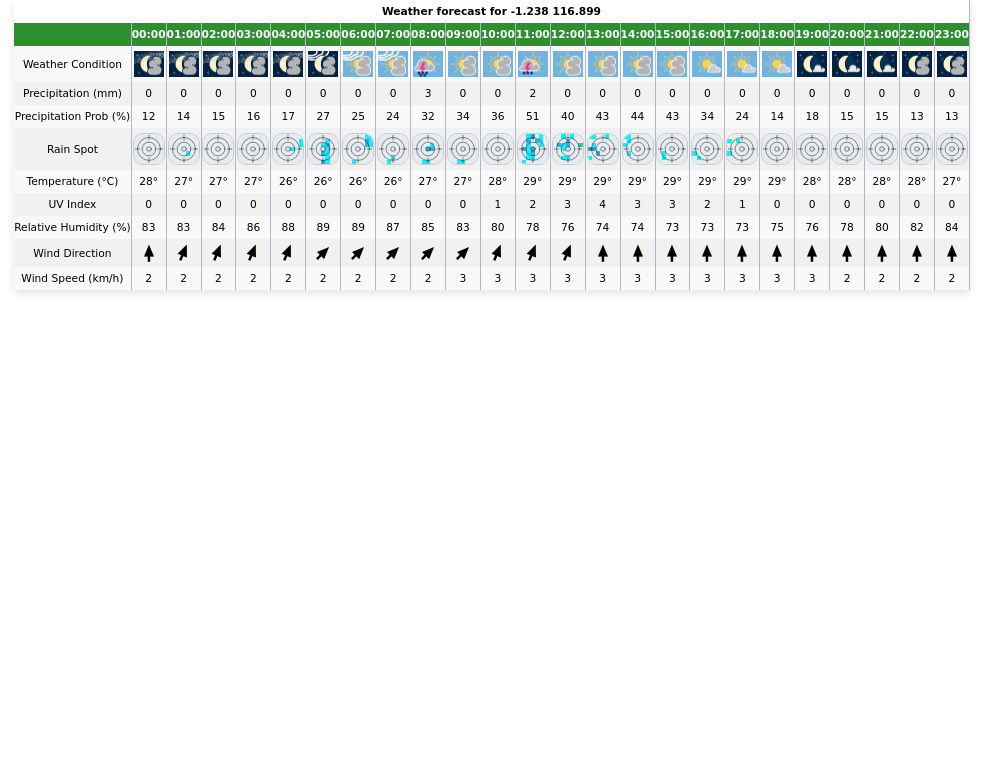 Weather forecast for -1.238 116.899
00:00 01:00 02:00 03:00 04:00 05:00 06:00 07:00 08:00 09:00 10:00 11:00 12:00 13:00 14:00 15:00 16:00 17:00 18:00 19:00 20:00 21:00 22:00 23:00
Weather Condition
Precipitation (mm) 0 0 0 0 0 0 0 0 3 0 0 2 0 0 0 0 0 0 0 0 0 0 0 0
Precipitation Prob (%) 12 14 15 16 17 27 25 24 32 34 36 51 40 43 44 43 34 24 14 18 15 15 13 13
Rain Spot
Temperature (°C) 28° 27° 27° 27° 26° 26° 26° 26° 27° 27° 28° 29° 29° 29° 29° 29° 29° 29° 29° 28° 28° 28° 28° 27°
UV Index 0 0 0 0 0 0 0 0 0 0 1 2 3 4 3 3 2 1 0 0 0 0 0 0
Relative Humidity (%) 83 83 84 86 88 89 89 87 85 83 80 78 76 74 74 73 73 73 75 76 78 80 82 84
Wind Direction
Wind Speed (km/h) 2 2 2 2 2 2 2 2 2 3 3 3 3 3 3 3 3 3 3 3 2 2 2 2